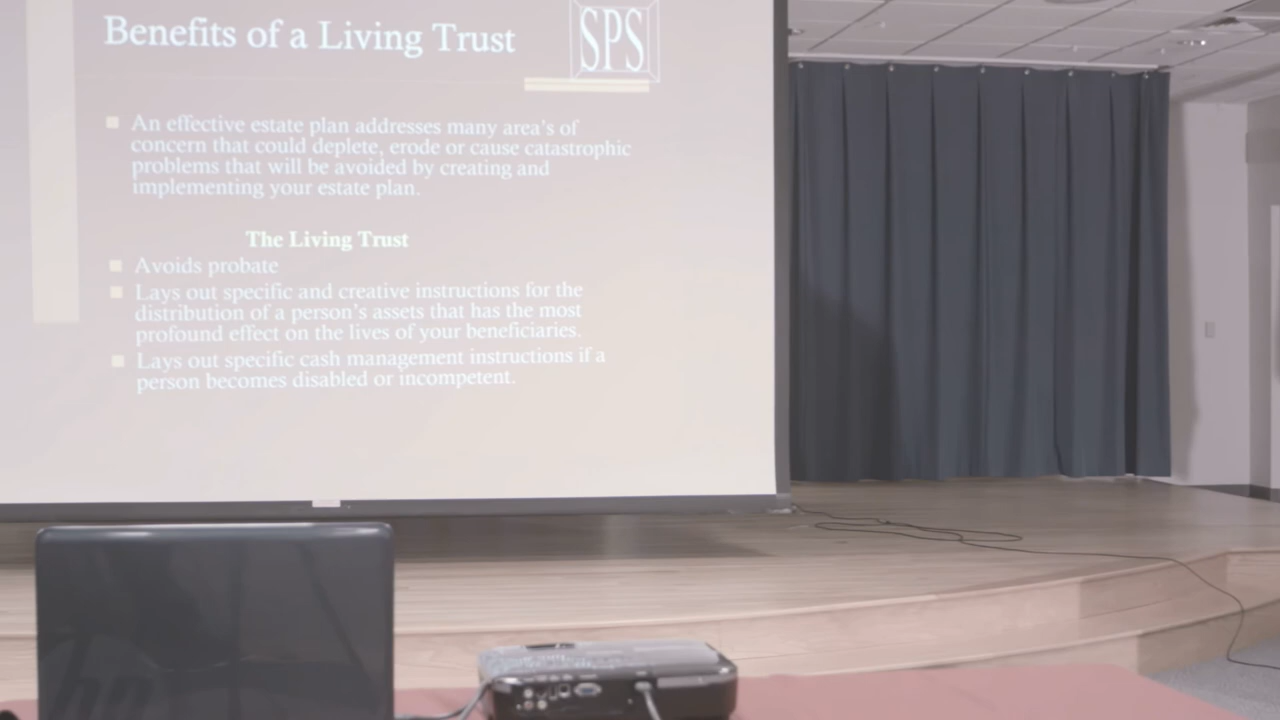 Benefits of a Living Trust
SPS
An effective estate plan addresses many area's of
concern that could deplete, erode or cause catastrophic
problems that will be avoided by creating and
implementing your estate plan.
The Living Trust
Avoids probate
Lays out specific and creative instructions for the
distribution of a person's assets that has the most
profound effect on the lives of your beneficiaries.
Lays out specific cash management instructions if a
person becomes disabled or incompetent.
hp